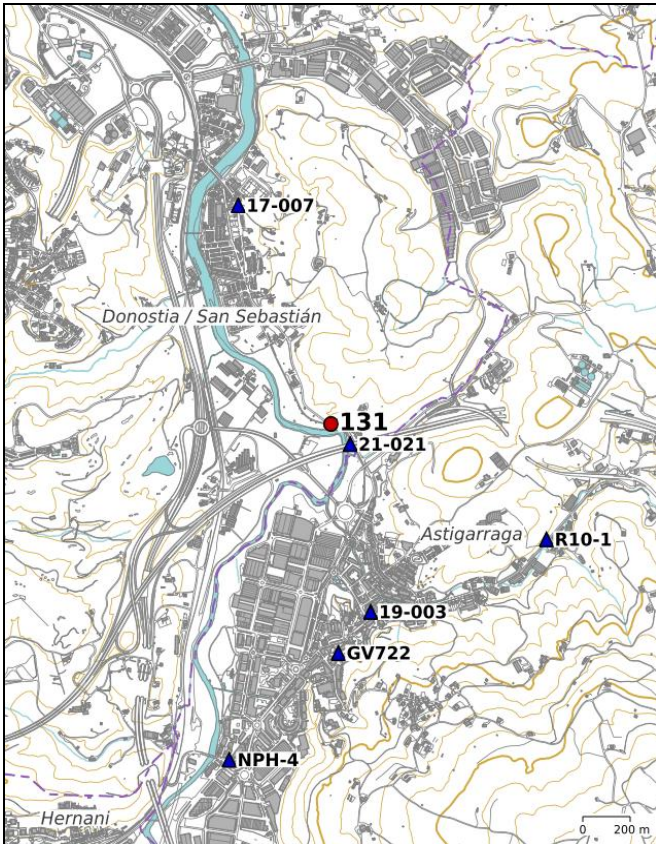 17-007
Donostia / San Sebastián
131
21-021
Astigarraga
R10-1
19-003
GV722
NPH-4
Hernani
0 200 m